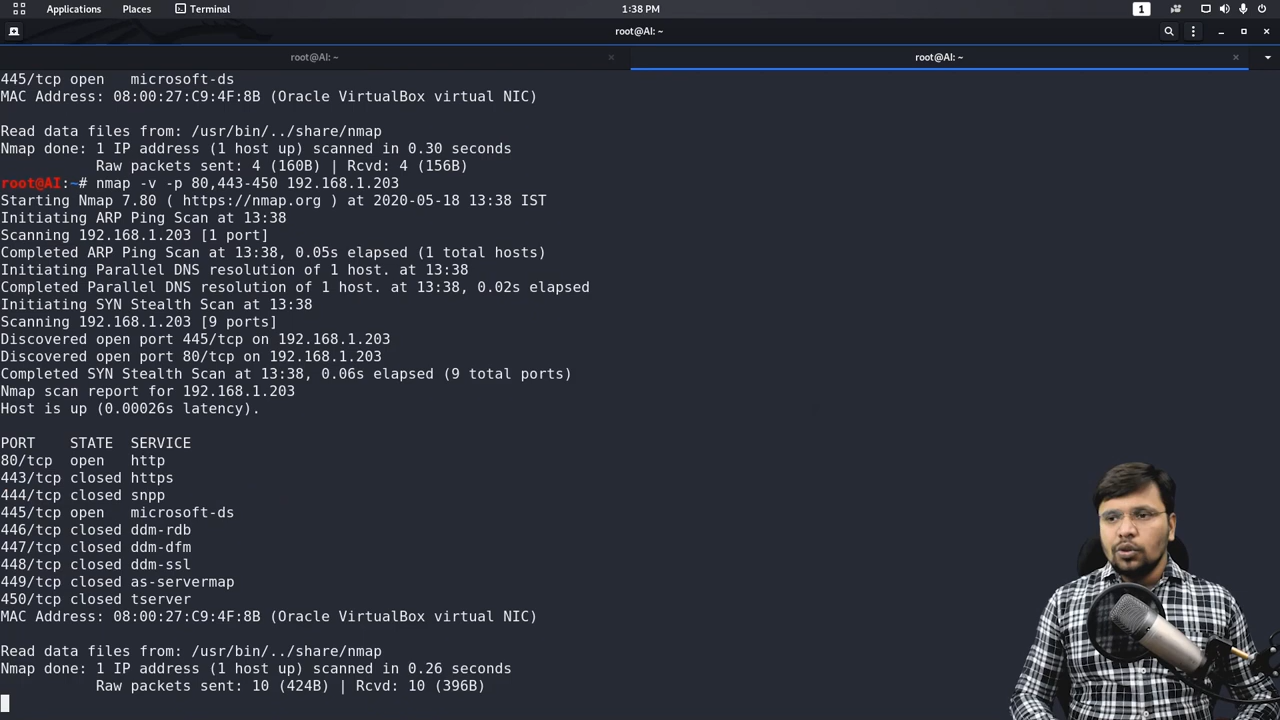 Applications Places Terminal 1:38 PM 1
root@AI: ~
root@AI: ~ root@AI: ~
445/tcp open microsoft-ds
MAC Address: 08:00:27:C9:4F:8B (Oracle VirtualBox virtual NIC)
Read data files from: /usr/bin/../share/nmap
Nmap done: 1 IP address (1 host up) scanned in 0.30 seconds
Raw packets sent: 4 (160B) | Rcvd: 4 (156B)
root@AI:~# nmap -v -p 80,443-450 192.168.1.203
Starting Nmap 7.80 ( https://nmap.org ) at 2020-05-18 13:38 IST
Initiating ARP Ping Scan at 13:38
Scanning 192.168.1.203 [1 port]
Completed ARP Ping Scan at 13:38, 0.05s elapsed (1 total hosts)
Initiating Parallel DNS resolution of 1 host. at 13:38
Completed Parallel DNS resolution of 1 host. at 13:38, 0.02s elapsed
Initiating SYN Stealth Scan at 13:38
Scanning 192.168.1.203 [9 ports]
Discovered open port 445/tcp on 192.168.1.203
Discovered open port 80/tcp on 192.168.1.203
Completed SYN Stealth Scan at 13:38, 0.06s elapsed (9 total ports)
Nmap scan report for 192.168.1.203
Host is up (0.00026s latency).
PORT STATE SERVICE
80/tcp open http
443/tcp closed https
444/tcp closed snpp
445/tcp open microsoft-ds
446/tcp closed ddm-rdb
447/tcp closed ddm-dfm
448/tcp closed ddm-ssl
449/tcp closed as-servermap
450/tcp closed tserver
MAC Address: 08:00:27:C9:4F:8B (Oracle VirtualBox virtual NIC)
Read data files from: /usr/bin/../share/nmap
Nmap done: 1 IP address (1 host up) scanned in 0.26 seconds
Raw packets sent: 10 (424B) | Rcvd: 10 (396B)